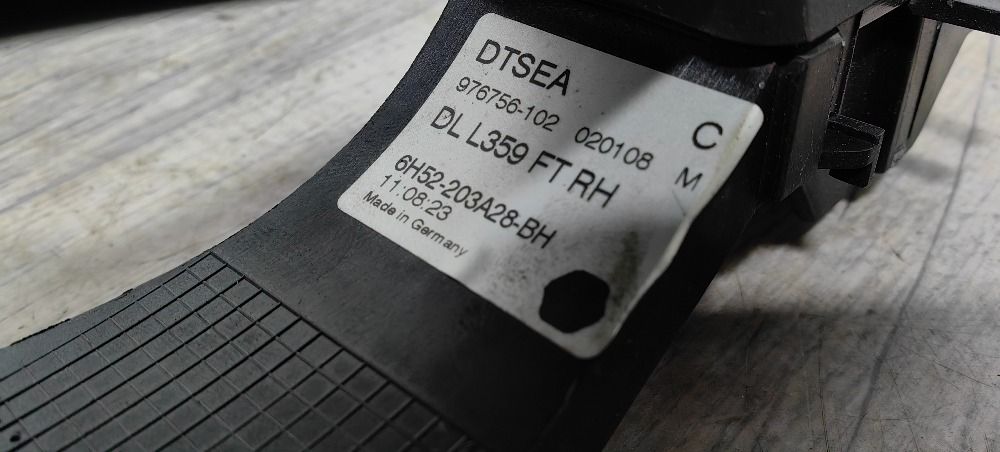 DTSEA
976756-102 020108 C
DL L359 FT RH M
6H52-203A28-BH
11:08:23
Made in Germany